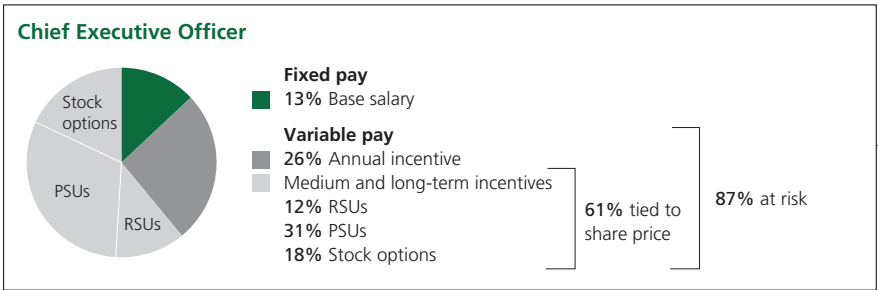 Chief Executive Officer
Stock
options
PSUs
RSUs
Fixed pay
13% Base salary
Variable pay
26% Annual incentive
Medium and long-term incentives
12% RSUs
31% PSUs
18% Stock options
61% tied to
share price
87% at risk